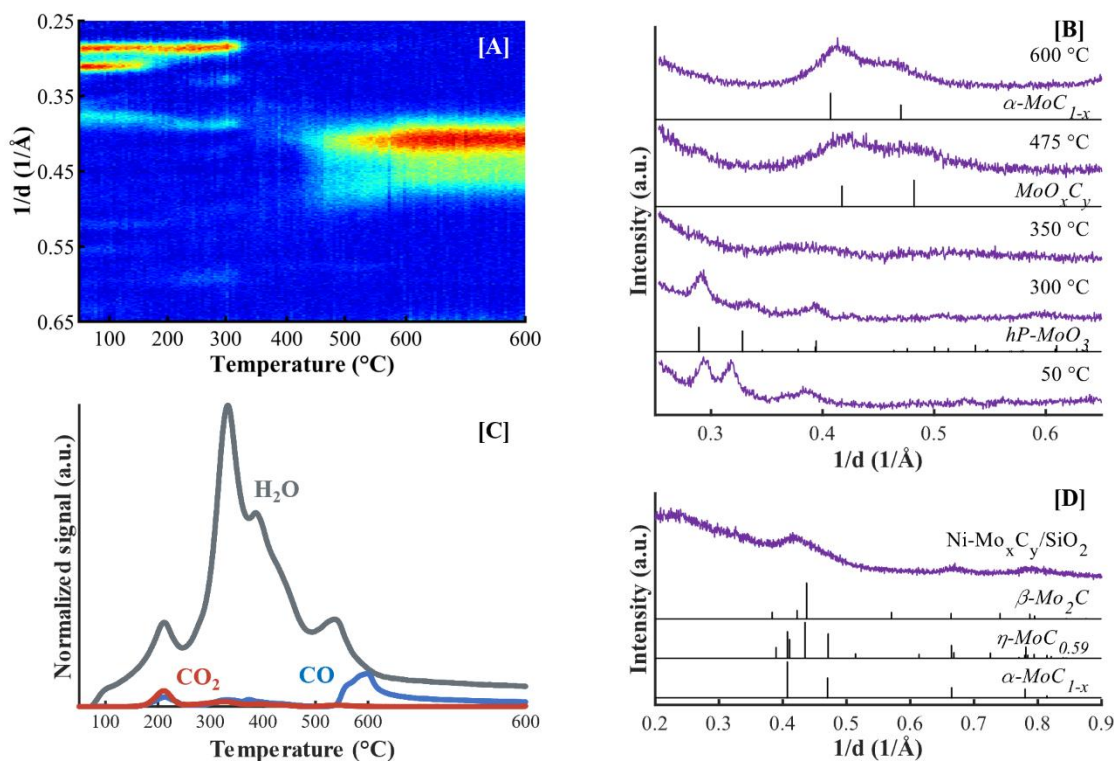 [A]
0.25
0.35
0.45
0.55
0.65
1/d (1/Å)
100 200 300 400 500 600 600
Temperature (°C)
[B]
600 °C
α-MoC1-x
475 °C
MoOxCy
350 °C
300 °C
hP-MoO3
50 °C
Intensity (a.u.)
0.3 0.4 0.5 0.6
1/d (1/Å)
[C]
H2O
CO2
CO
Normalized signal (a.u.)
100 200 300 400 500 600 600
Temperature (°C)
[D]
Ni-MoxCy/SiO2
β-Mo2C
η-MoC0.59
α-MoC1-x
Intensity (a.u.)
0.2 0.3 0.4 0.5 0.6 0.7 0.8 0.9
1/d (1/Å)